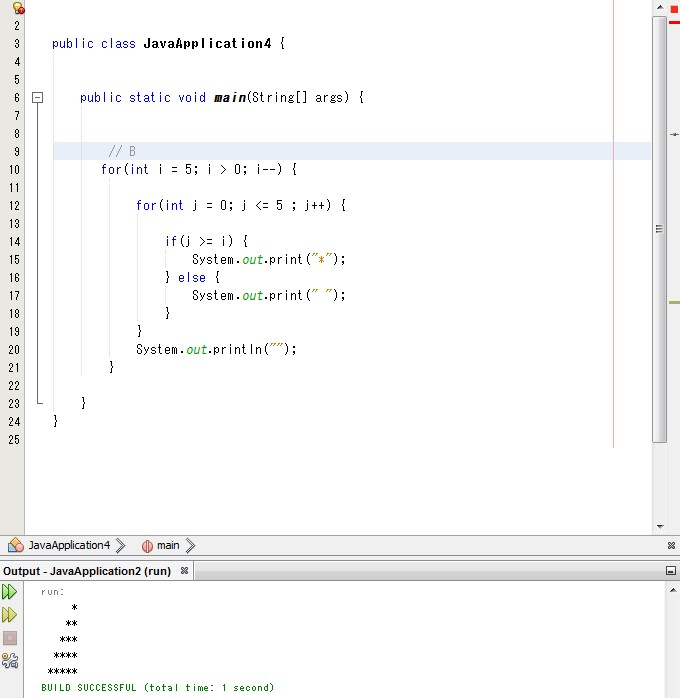 2
3 public class JavaApplication4 {
4
5
6 public static void main(String[] args) {
7
8
9 // B
10 for(int i = 5; i > 0; i--) {
11
12 for(int j = 0; j <= 5 ; j++) {
13
14 if(j >= i) {
15 System.out.print("*");
16 } else {
17 System.out.print(" ");
18 }
19 }
20 System.out.println("");
21 }
22
23 }
24 }
25
JavaApplication4 main
Output - JavaApplication2 (run)
run:
*
**
***
****
*****
BUILD SUCCESSFUL (total time: 1 second)